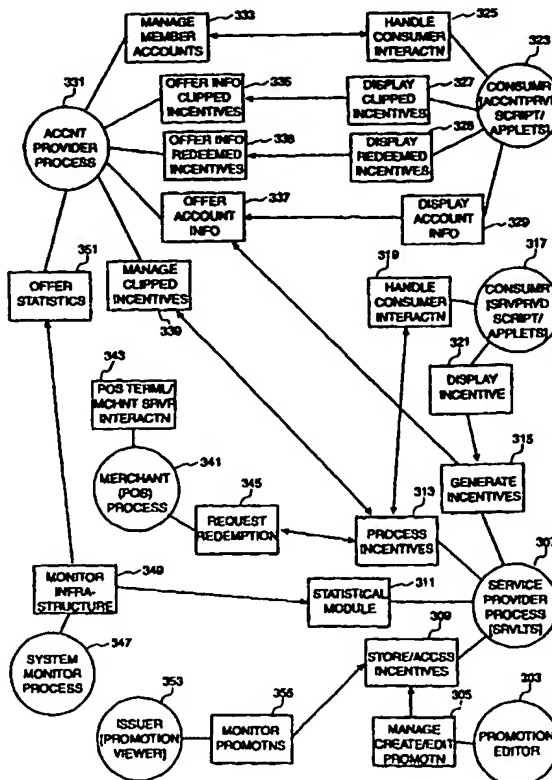 333
MANAGE
MEMBER
ACCOUNTS
325
HANDLE
CONSUMER
INTERACTN
323
CONSUMR
[ACCNTPRVD
SCRIPT/
APPLETS]
331
ACCNT
PROVIDER
PROCESS
335
OFFER INFO
CLIPPED
INCENTIVES
327
DISPLAY
CLIPPED
INCENTIVES
336
OFFER INFO
REDEEMED
INCENTIVES
328
DISPLAY
REDEEMED
INCENTIVES
337
OFFER
ACCOUNT
INFO
DISPLAY
ACCOUNT
INFO
329
351
OFFER
STATISTICS
MANAGE
CLIPPED
INCENTIVES
339
319
HANDLE
CONSUMER
INTERACTN
317
CONSUMR
[SRVPRVD
SCRIPT/
APPLETS]
321
DISPLAY
INCENTIVE
343
POS TERML/
MCHNT SRVR
INTERACTN
341
MERCHANT
(POS)
PROCESS
345
REQUEST
REDEMPTION
313
PROCESS
INCENTIVES
315
GENERATE
INCENTIVES
307
SERVICE
PROVIDER
PROCESS
[SRVLTS]
349
MONITOR
INFRA-
STRUCTURE
311
STATISTICAL
MODULE
347
SYSTEM
MONITOR
PROCESS
309
STORE/ACCSS
INCENTIVES
353
ISSUER
[PROMOTION
VIEWER]
355
MONITOR
PROMOTNS
305
MANAGE
CREATE/EDIT
PROMOTN
303
PROMOTION
EDITOR